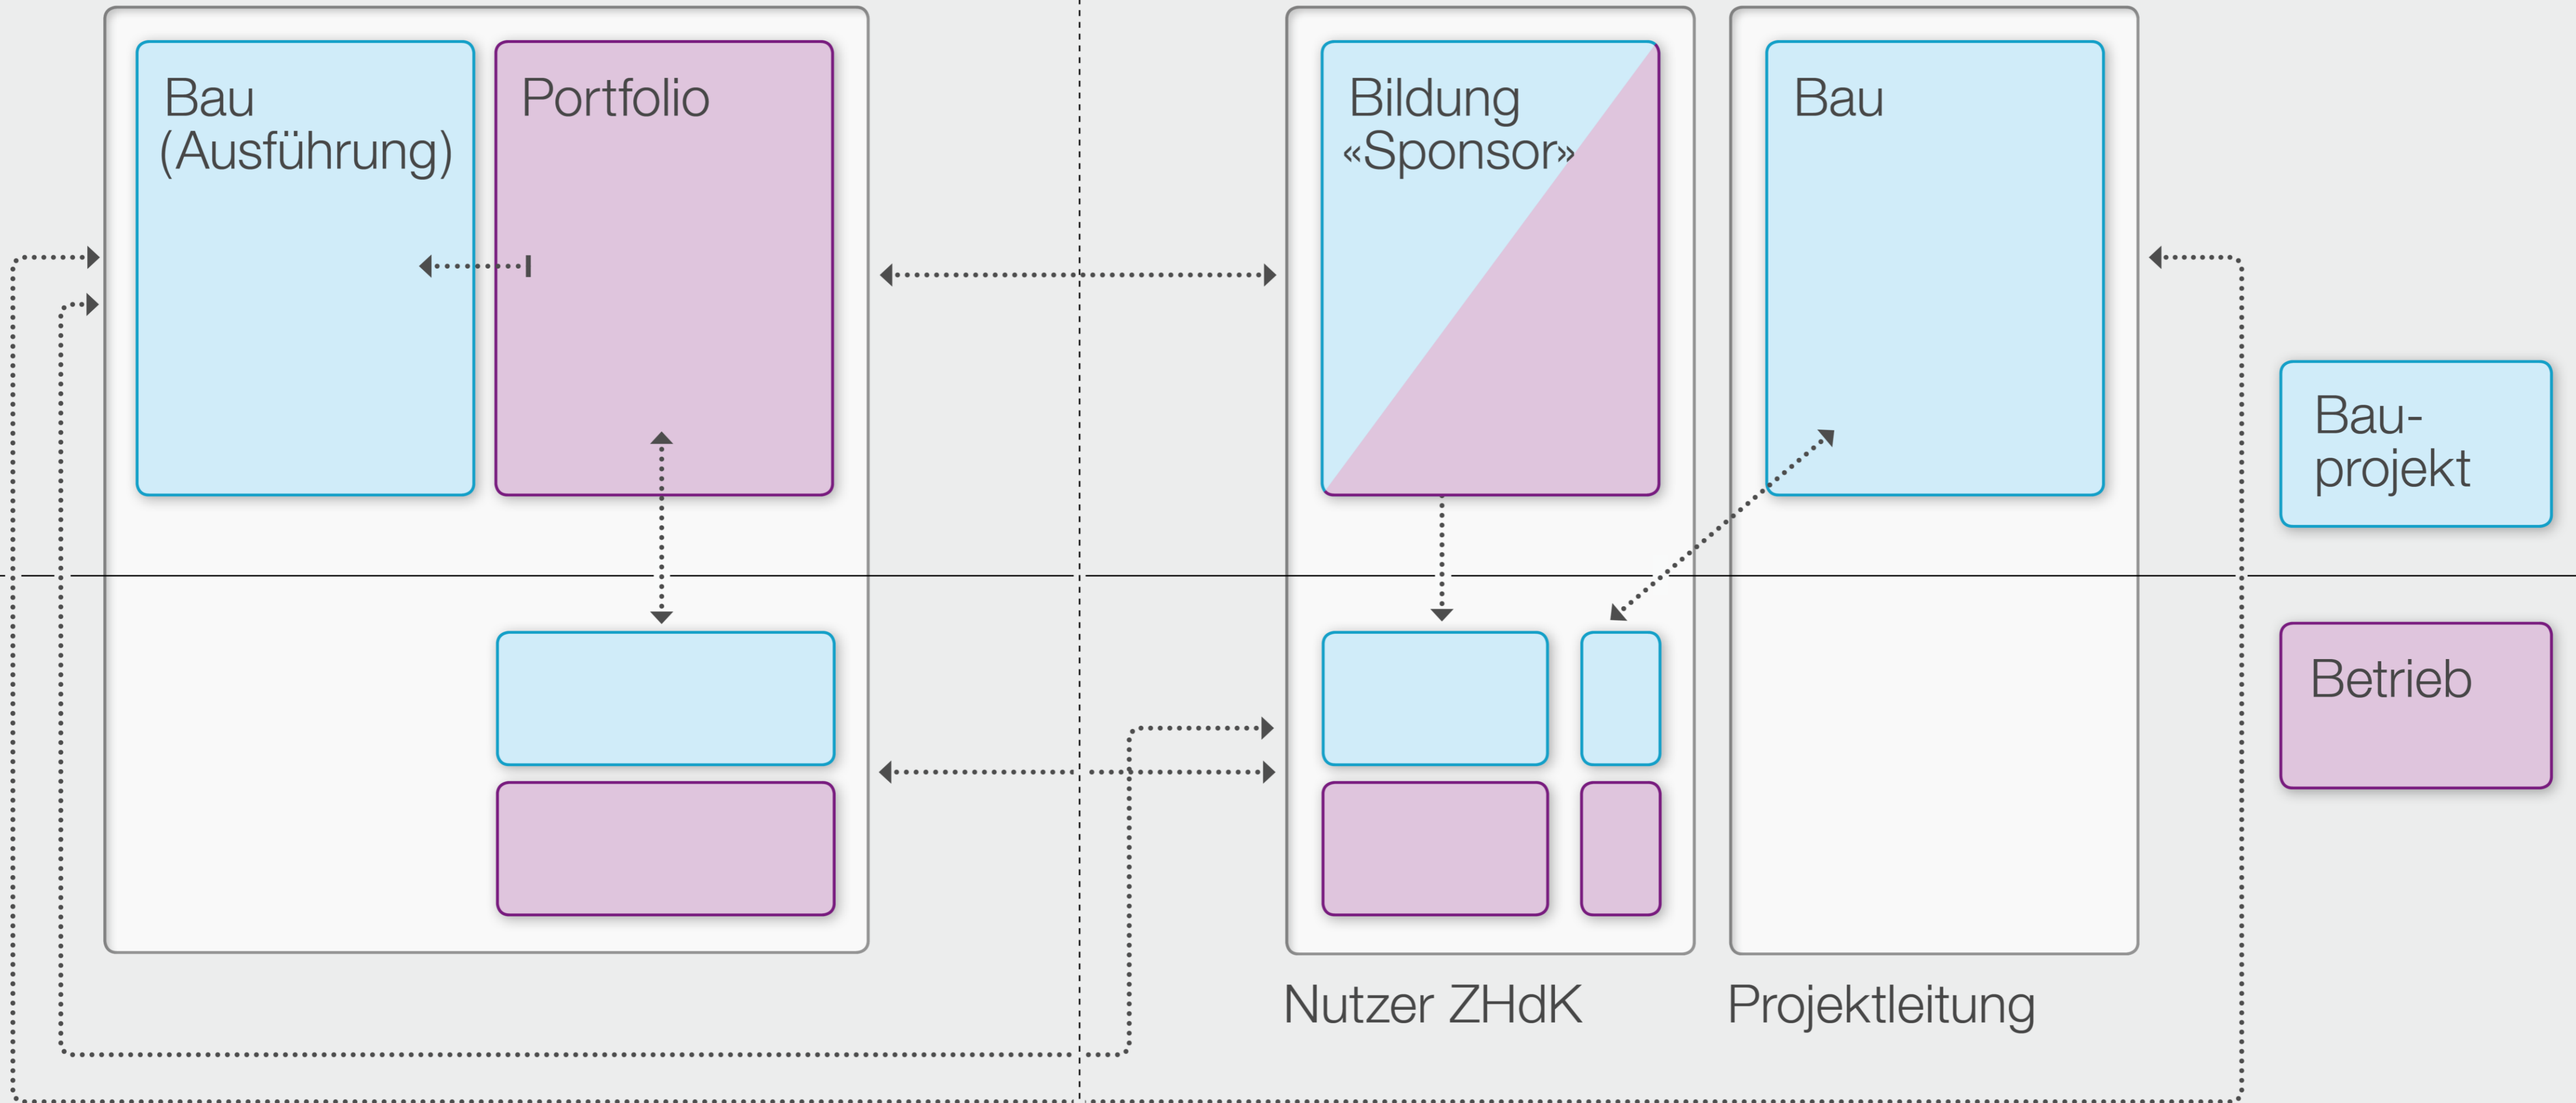 Bau
(Ausführung)
Portfolio
Bildung
«Sponsor»
Bau
Bau-
projekt
Betrieb
Nutzer ZHdK
Projektleitung